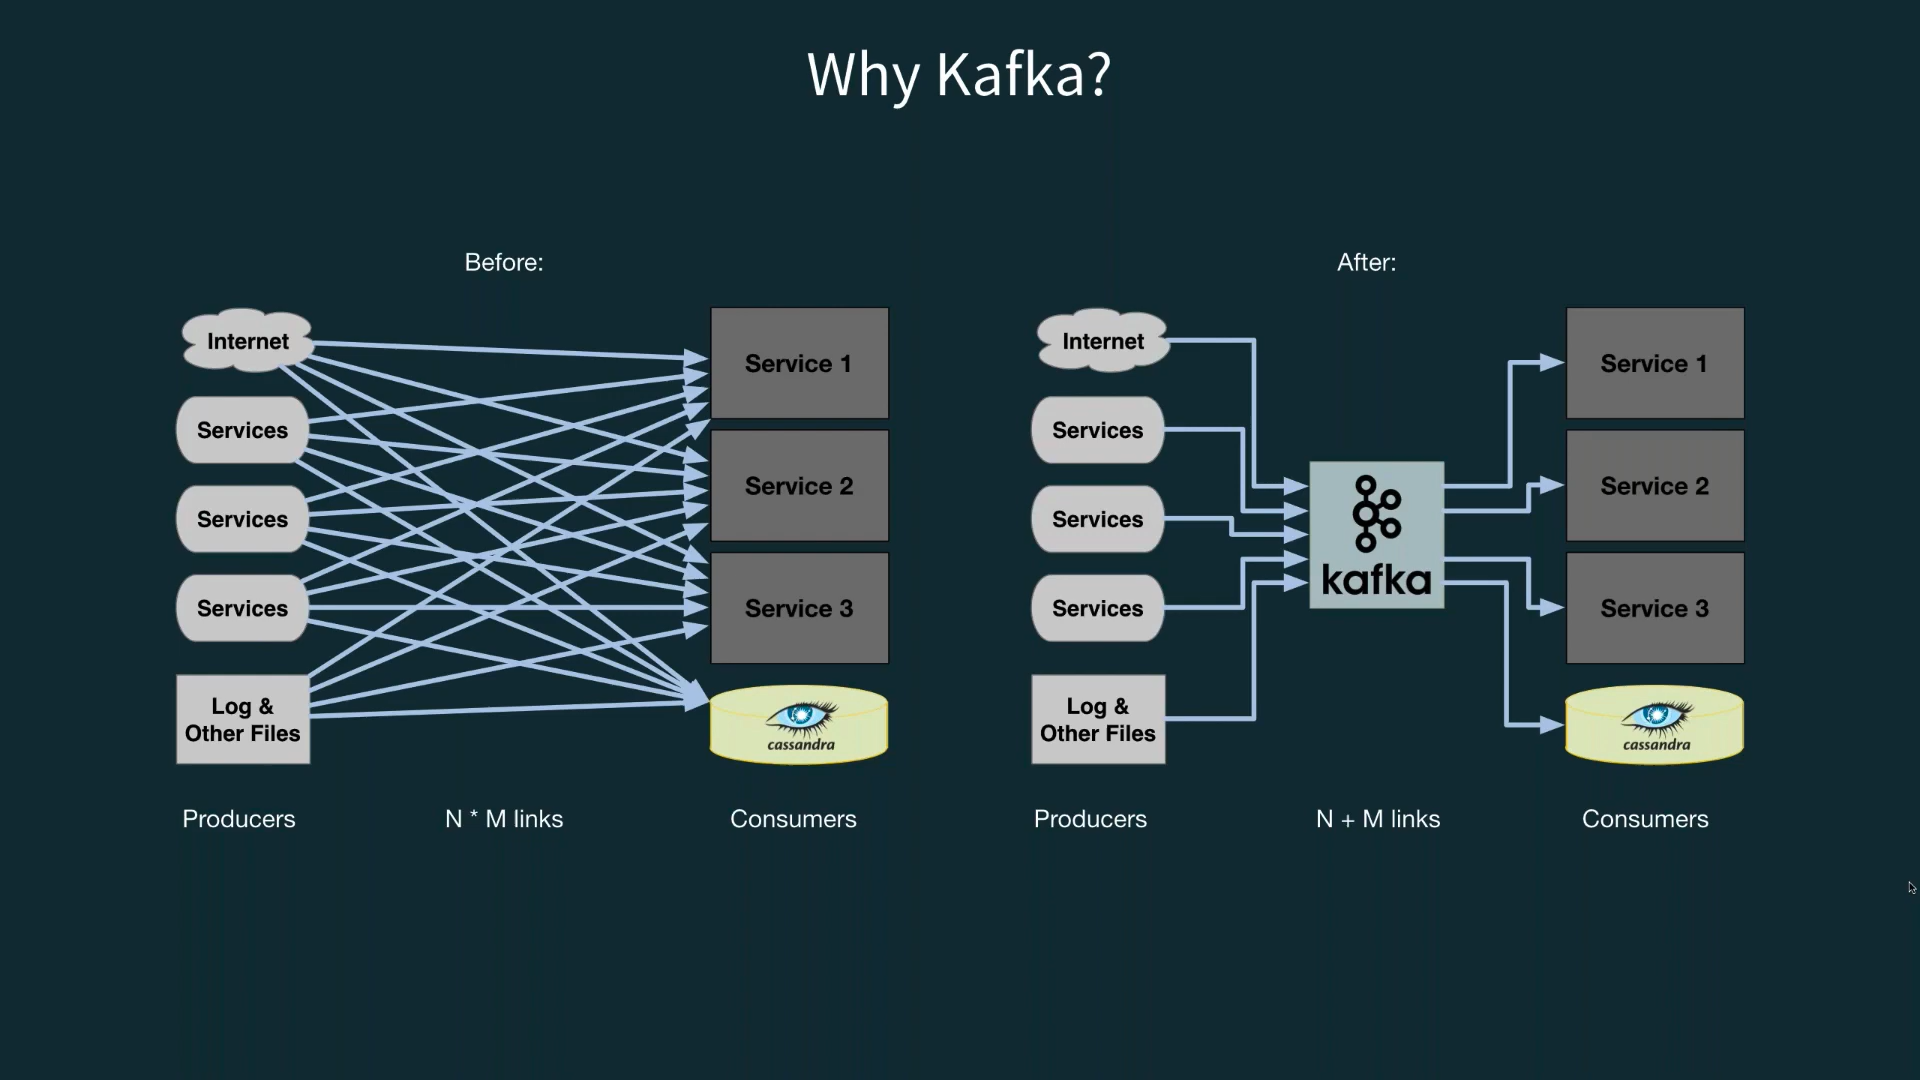 Why Kafka?
Before:
Internet
Services
Services
Services
Log &
Other Files
Service 1
Service 2
Service 3
cassandra
Producers
N * M links
Consumers
After:
Internet
Services
Services
Services
Log &
Other Files
kafka
Service 1
Service 2
Service 3
cassandra
Producers
N + M links
Consumers